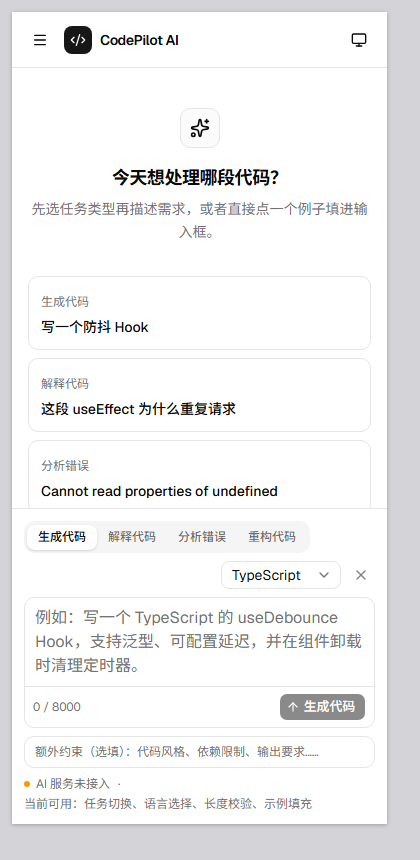 CodePilot AI
今天想处理哪段代码？
先选任务类型再描述需求，或者直接点一个例子填进输
入框。
生成代码
写一个防抖 Hook
解释代码
这段 useEffect 为什么重复请求
分析错误
Cannot read properties of undefined
生成代码 解释代码 分析错误 重构代码
TypeScript
例如：写一个 TypeScript 的 useDebounce
Hook，支持泛型、可配置延迟，并在组件卸载
时清理定时器。
0 / 8000 生成代码
额外约束（选填）：代码风格、依赖限制、输出要求……
AI 服务未接入 ·
当前可用：任务切换、语言选择、长度校验、示例填充